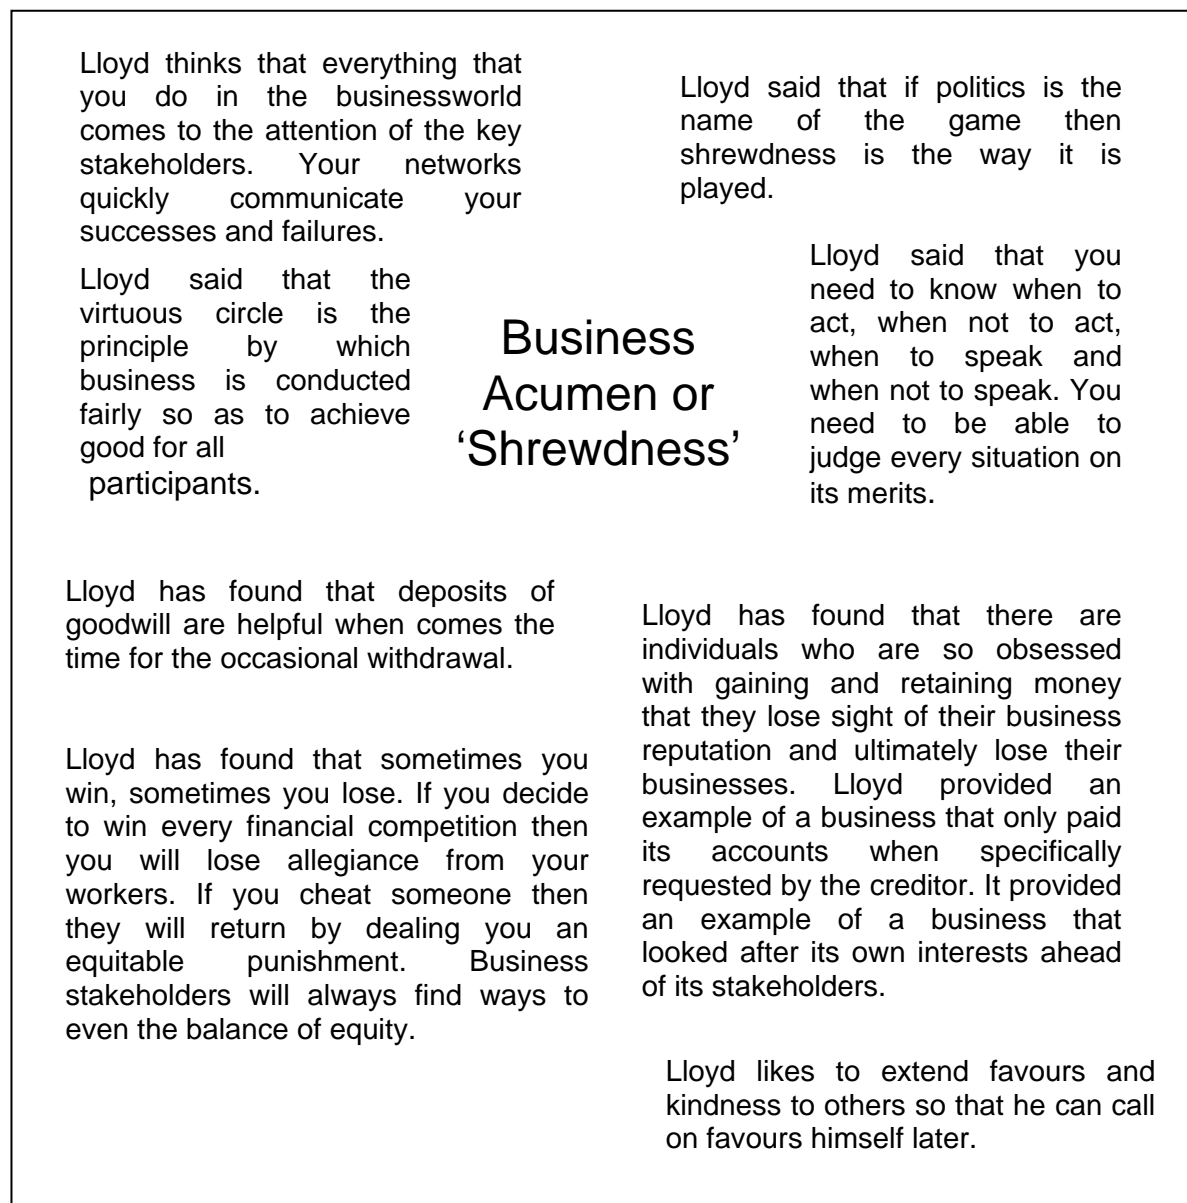 Lloyd thinks that everything that
you do in the businessworld
comes to the attention of the key
stakeholders. Your networks
quickly communicate your
successes and failures.
Lloyd said that if politics is the
name of the game then
shrewdness is the way it is
played.
Lloyd said that the
virtuous circle is the
principle by which
business is conducted
fairly so as to achieve
good for all
participants.
Business
Acumen or
‘Shrewdness’
Lloyd said that you
need to know when to
act, when not to act,
when to speak and
when not to speak. You
need to be able to
judge every situation on
its merits.
Lloyd has found that deposits of
goodwill are helpful when comes the
time for the occasional withdrawal.
Lloyd has found that sometimes you
win, sometimes you lose. If you decide
to win every financial competition then
you will lose allegiance from your
workers. If you cheat someone then
they will return by dealing you an
equitable punishment. Business
stakeholders will always find ways to
even the balance of equity.
Lloyd has found that there are
individuals who are so obsessed
with gaining and retaining money
that they lose sight of their business
reputation and ultimately lose their
businesses. Lloyd provided an
example of a business that only paid
its accounts when specifically
requested by the creditor. It provided
an example of a business that
looked after its own interests ahead
of its stakeholders.
Lloyd likes to extend favours and
kindness to others so that he can call
on favours himself later.